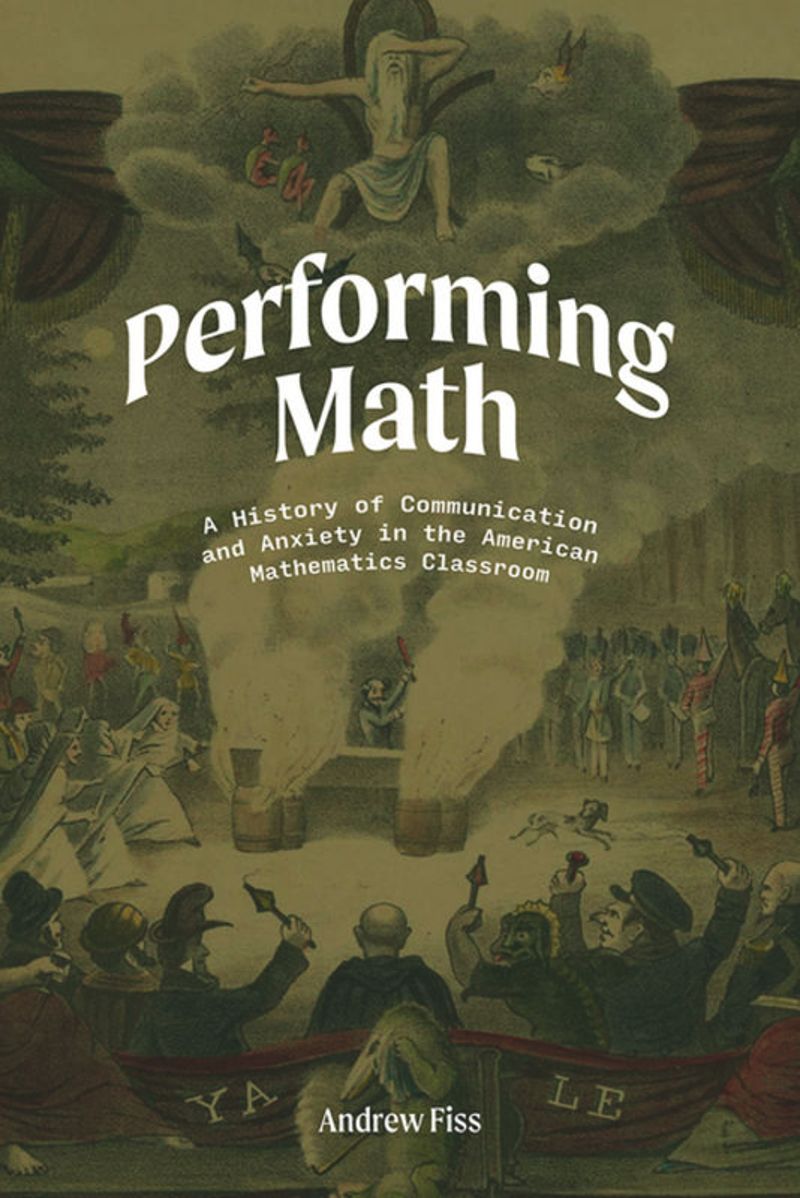 Performing
Math
A History of Communication
and Anxiety in the American
Mathematics Classroom
YA LE
Andrew Fiss